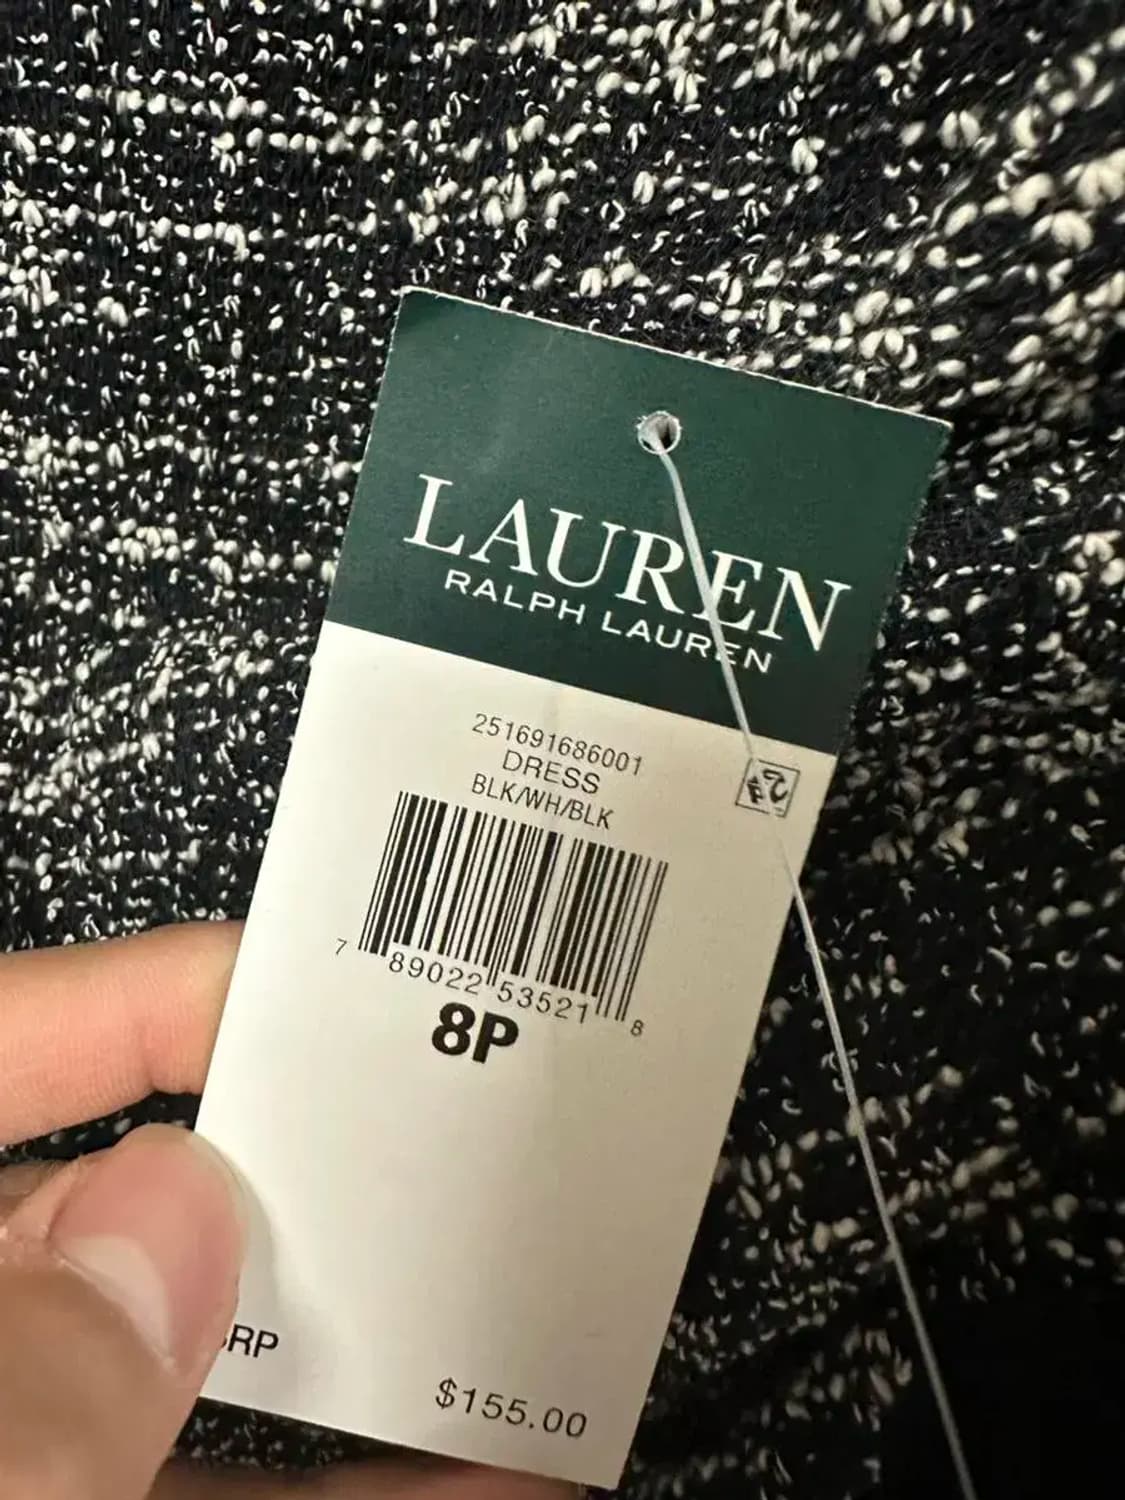 LAUREN
RALPH LAUREN
251691686001
DRESS
BLK/WH/BLK
7 89022 53521 8
8P
$155.00